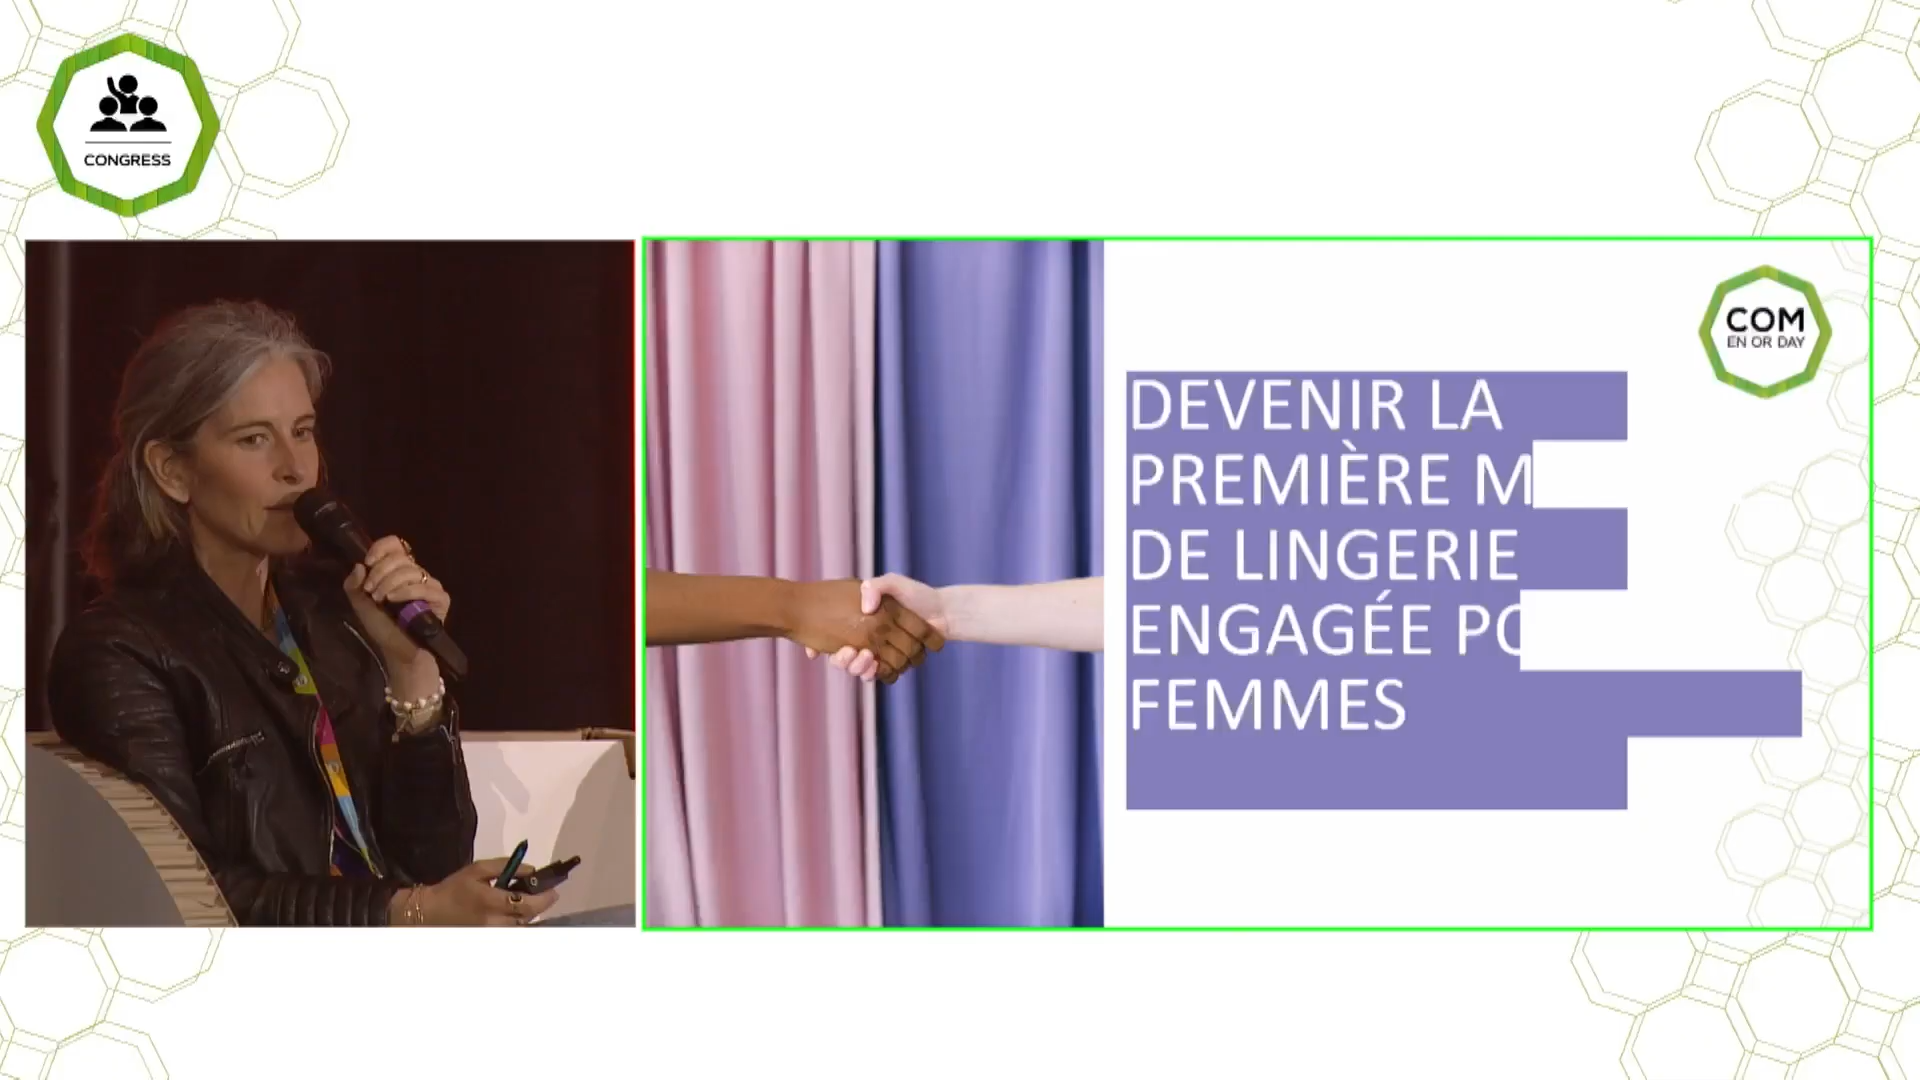 CONGRESS
COM
EN OR DAY
DEVENIR LA
PREMIÈRE M
DE LINGERIE
ENGAGÉE PO
FEMMES